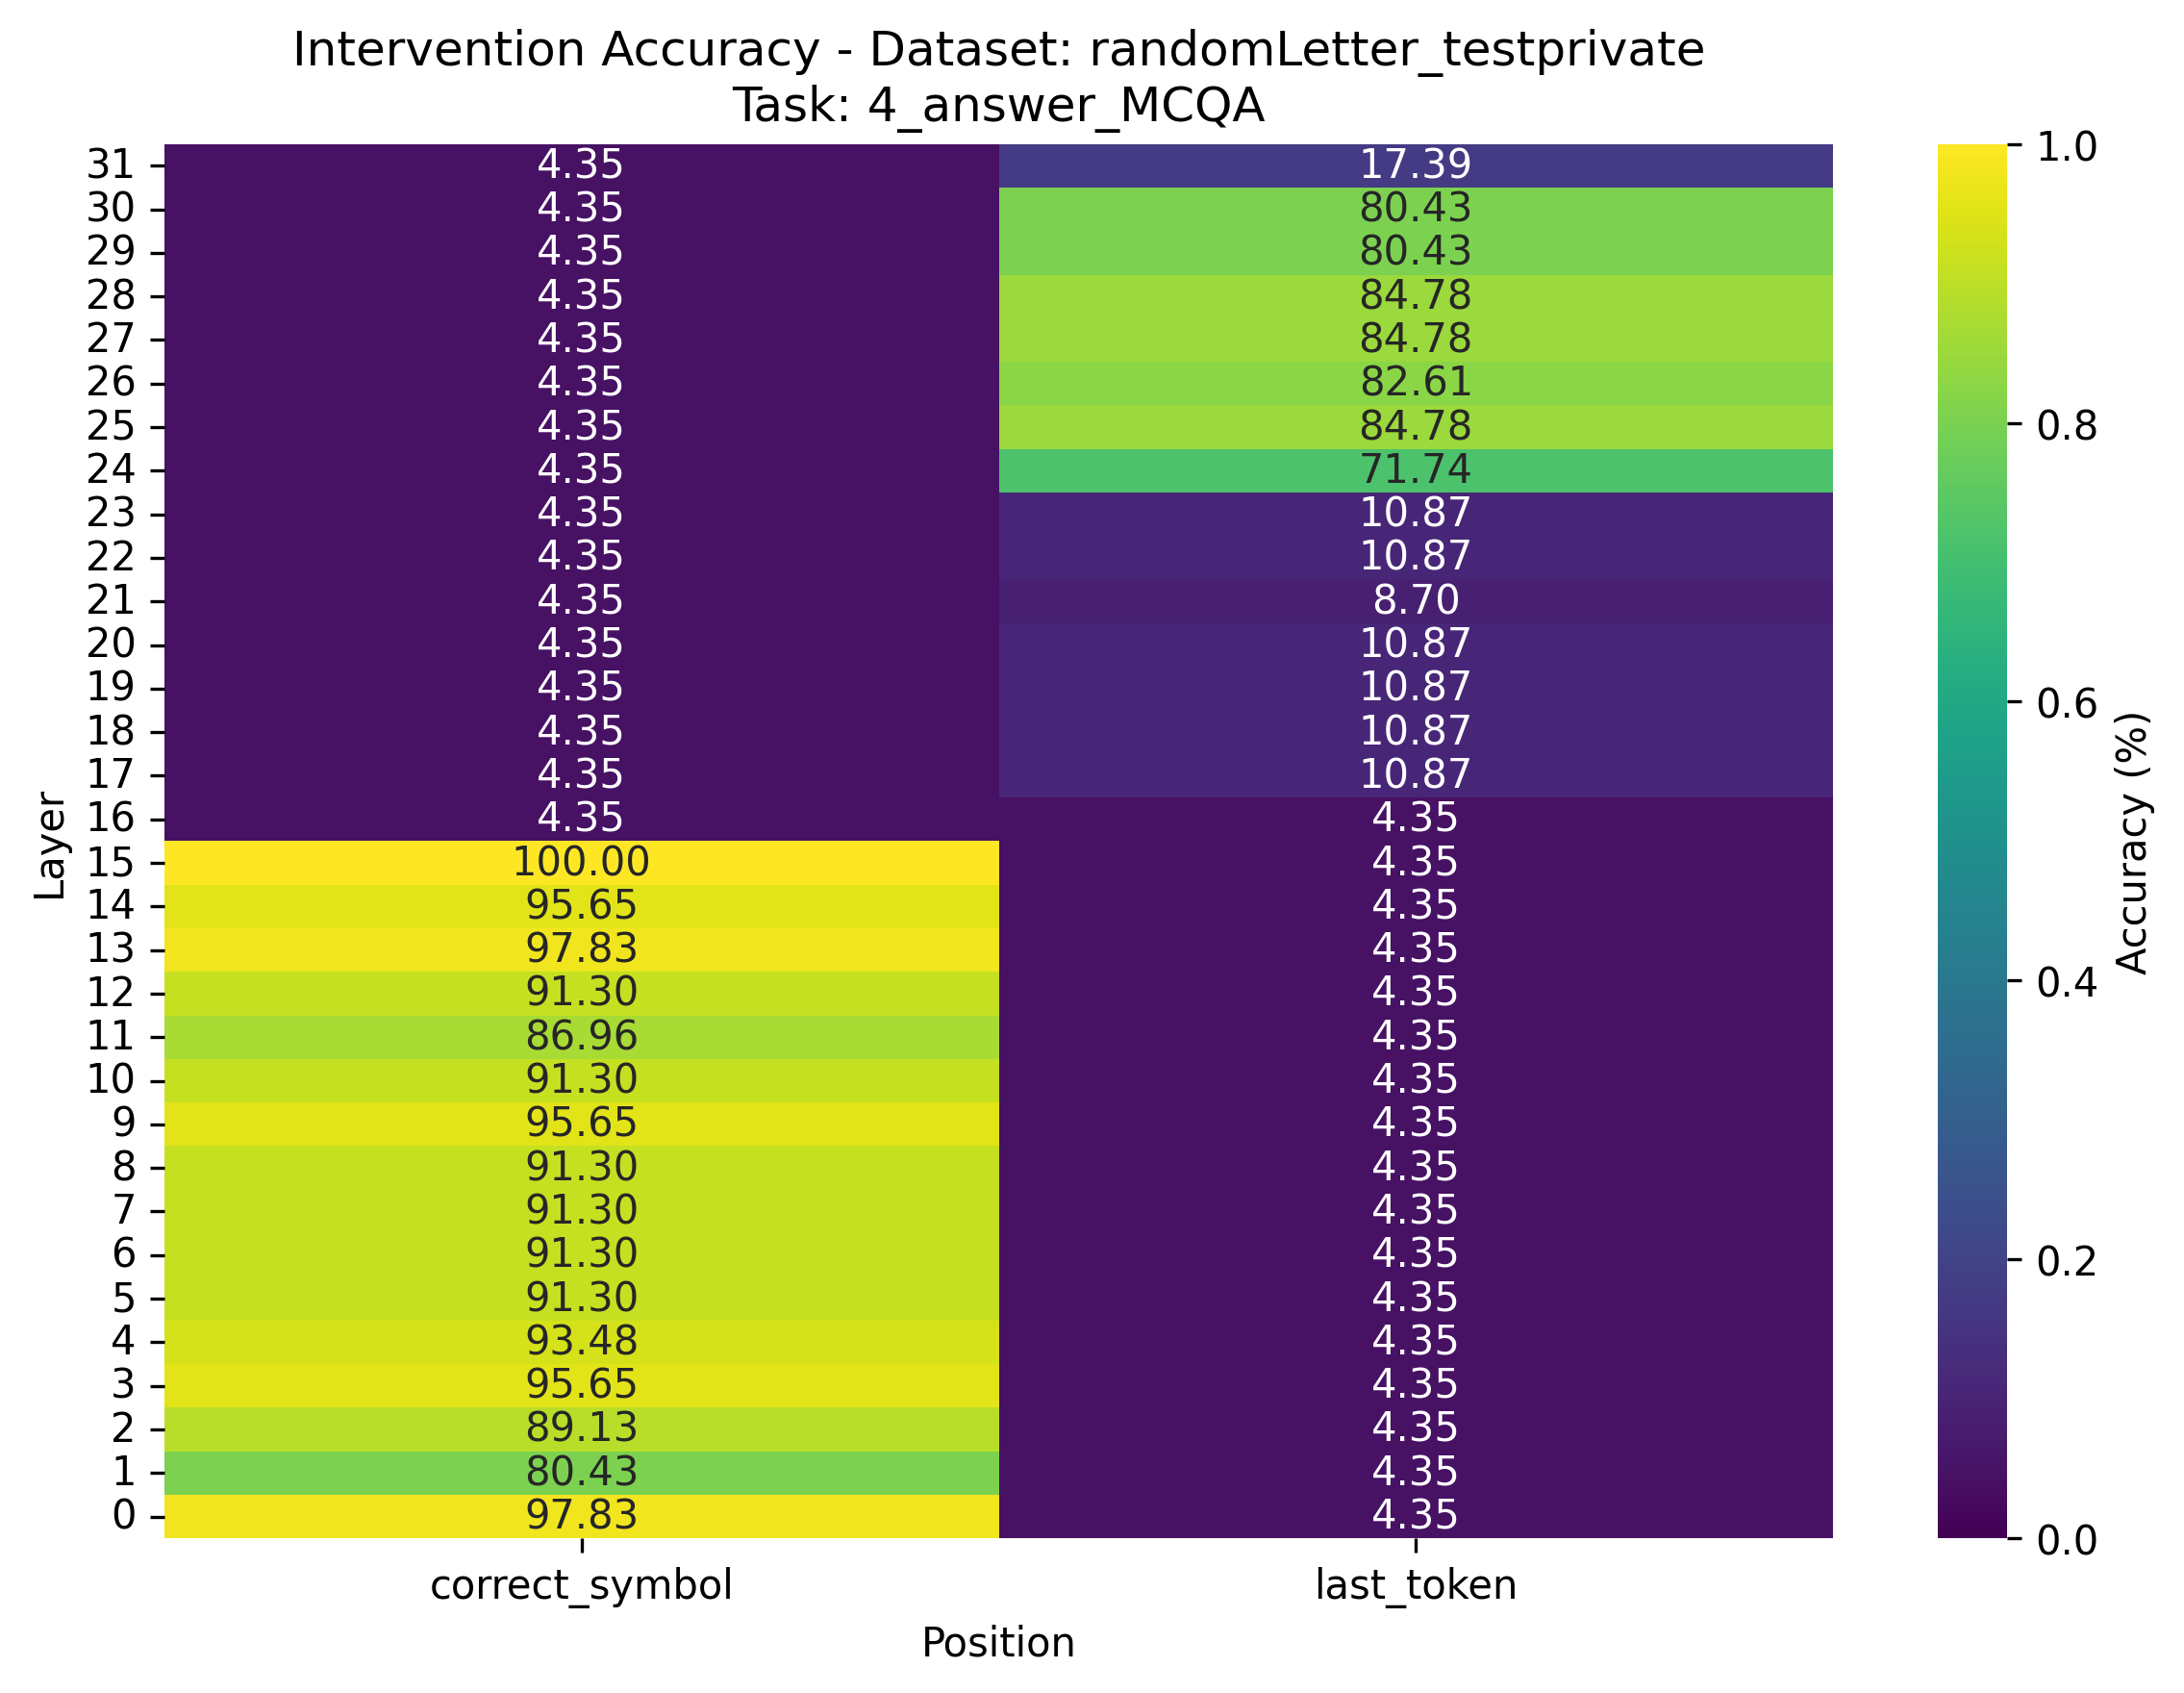 Intervention Accuracy - Dataset: randomLetter_testprivate
Task: 4_answer_MCQA
31 4.35 17.39
30 4.35 80.43
29 4.35 80.43
28 4.35 84.78
27 4.35 84.78
26 4.35 82.61
25 4.35 84.78
24 4.35 71.74
23 4.35 10.87
22 4.35 10.87
21 4.35 8.70
20 4.35 10.87
19 4.35 10.87
18 4.35 10.87
17 4.35 10.87
16 4.35 4.35
15 100.00 4.35
14 95.65 4.35
13 97.83 4.35
12 91.30 4.35
11 86.96 4.35
10 91.30 4.35
9 95.65 4.35
8 91.30 4.35
7 91.30 4.35
6 91.30 4.35
5 91.30 4.35
4 93.48 4.35
3 95.65 4.35
2 89.13 4.35
1 80.43 4.35
0 97.83 4.35
correct_symbol last_token
Position
Layer
1.0
0.8
0.6
0.4
0.2
0.0
Accuracy (%)